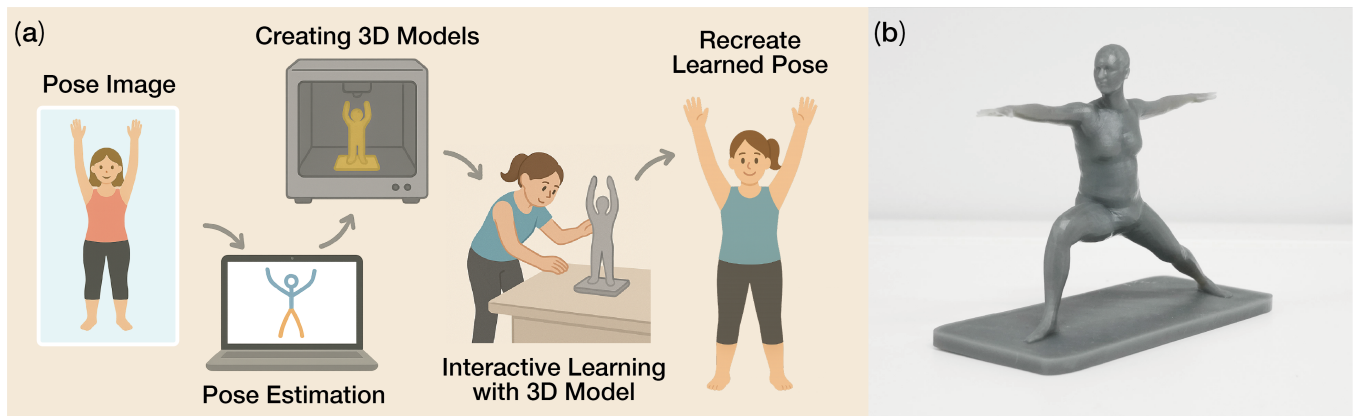 (a)
Creating 3D Models
Recreate
Learned Pose
(b)
Pose Image
Interactive Learning
with 3D Model
Pose Estimation